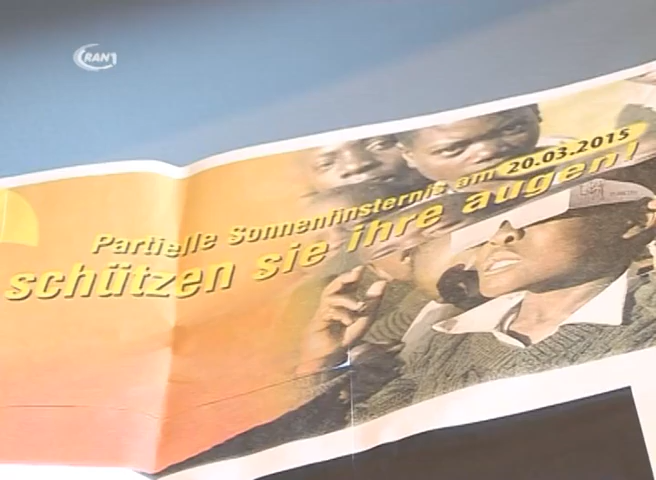 RAN1
Partielle Sonnenfinsternis am 20.03.2015
schützen sie ihre augen!